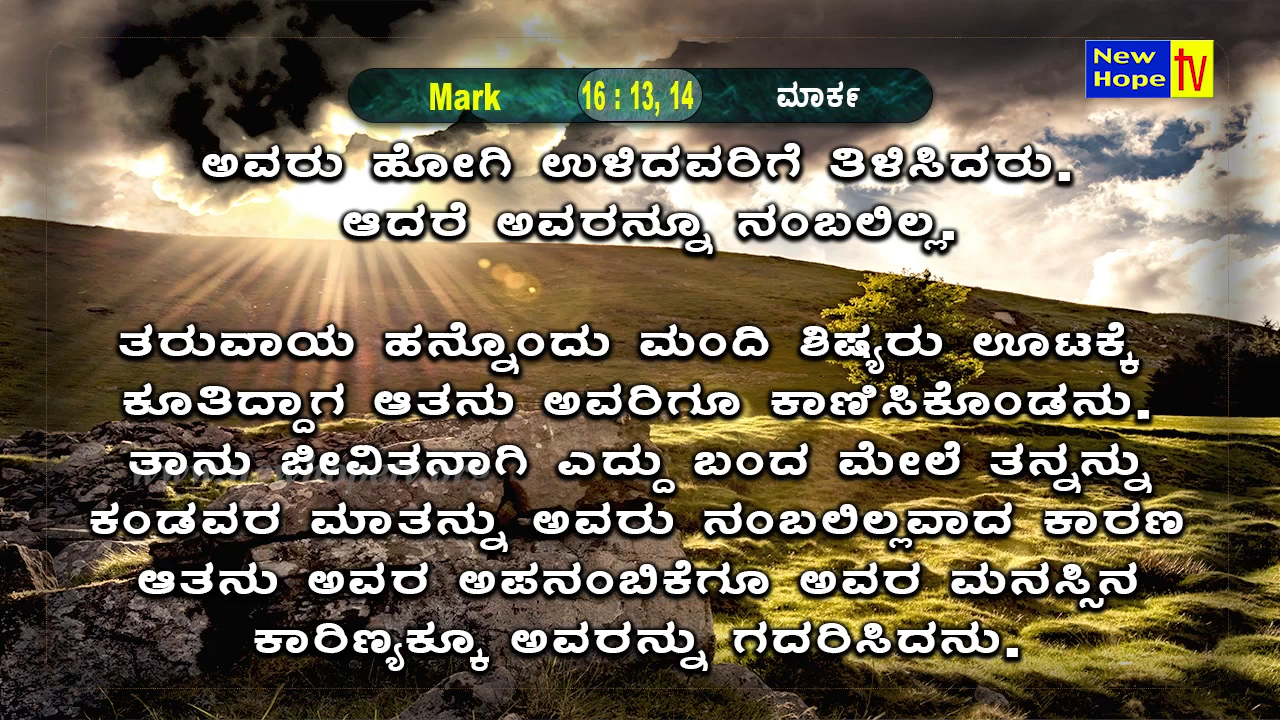 New
Hope TV
Mark 16 : 13, 14 ಮಾರ್ಕ
ಅವರು ಹೋಗಿ ಉಳಿದವರಿಗೆ ತಿಳಿಸಿದರು.
ಆದರೆ ಅವರನ್ನೂ ನಂಬಲಿಲ್ಲ.
ತರುವಾಯ ಹನ್ನೊಂದು ಮಂದಿ ಶಿಷ್ಯರು ಊಟಕ್ಕೆ
ಕೂತಿದ್ದಾಗ ಆತನು ಅವರಿಗೂ ಕಾಣಿಸಿಕೊಂಡನು.
ತಾನು ಜೀವಿತನಾಗಿ ಎದ್ದು ಬಂದ ಮೇಲೆ ತನ್ನನ್ನು
ಕಂಡವರ ಮಾತನ್ನು ಅವರು ನಂಬಲಿಲ್ಲವಾದ ಕಾರಣ
ಆತನು ಅವರ ಅಪನಂಬಿಕೆಗೂ ಅವರ ಮನಸ್ಸಿನ
ಕಾರಿಣ್ಯಕ್ಕೂ ಅವರನ್ನು ಗದರಿಸಿದನು.